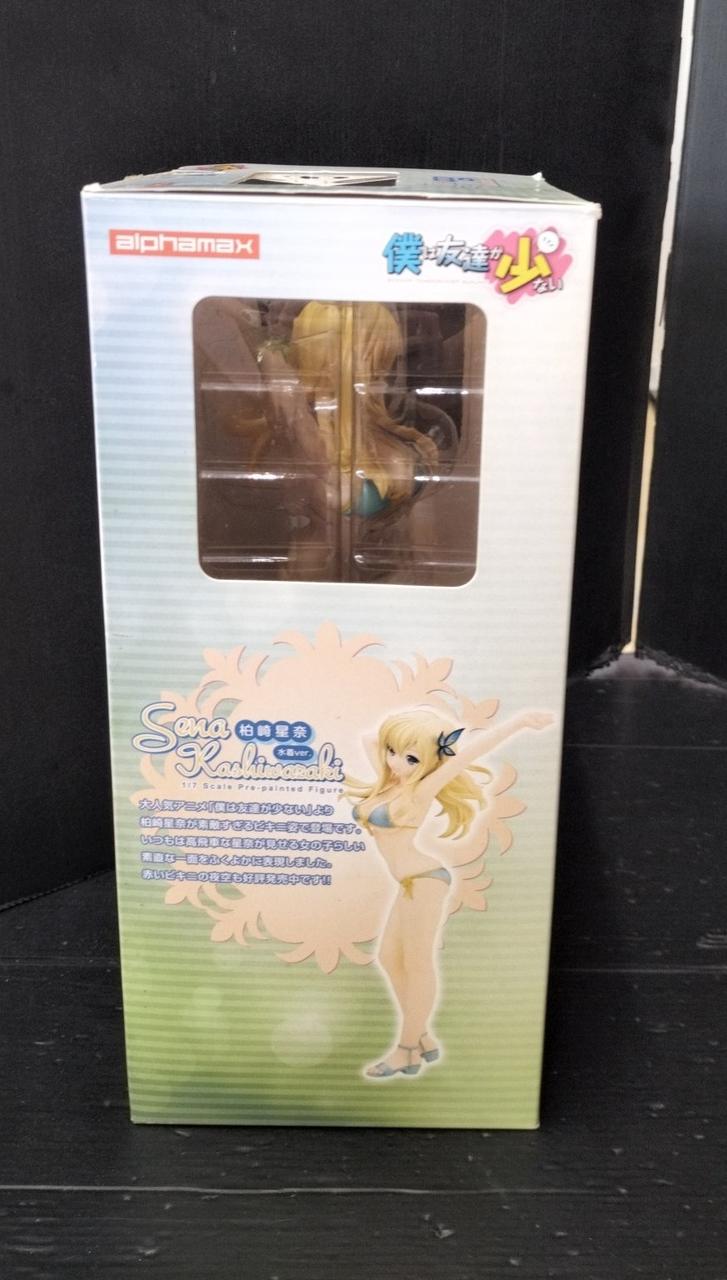 alphamax
僕は友達が少ない
Sena
柏崎星奈
水着ver.
Kashiwazaki
1/7 Scale Pre-painted Figure
大人気アニメ「僕は友達が少ない」より
柏崎星奈が素敵すぎるビキニ姿で登場です。
いつもは高飛車な星奈が見せる女の子らしい
素直な一面をふくよかに表現しました。
赤いビキニの夜空も好評発売中です!!